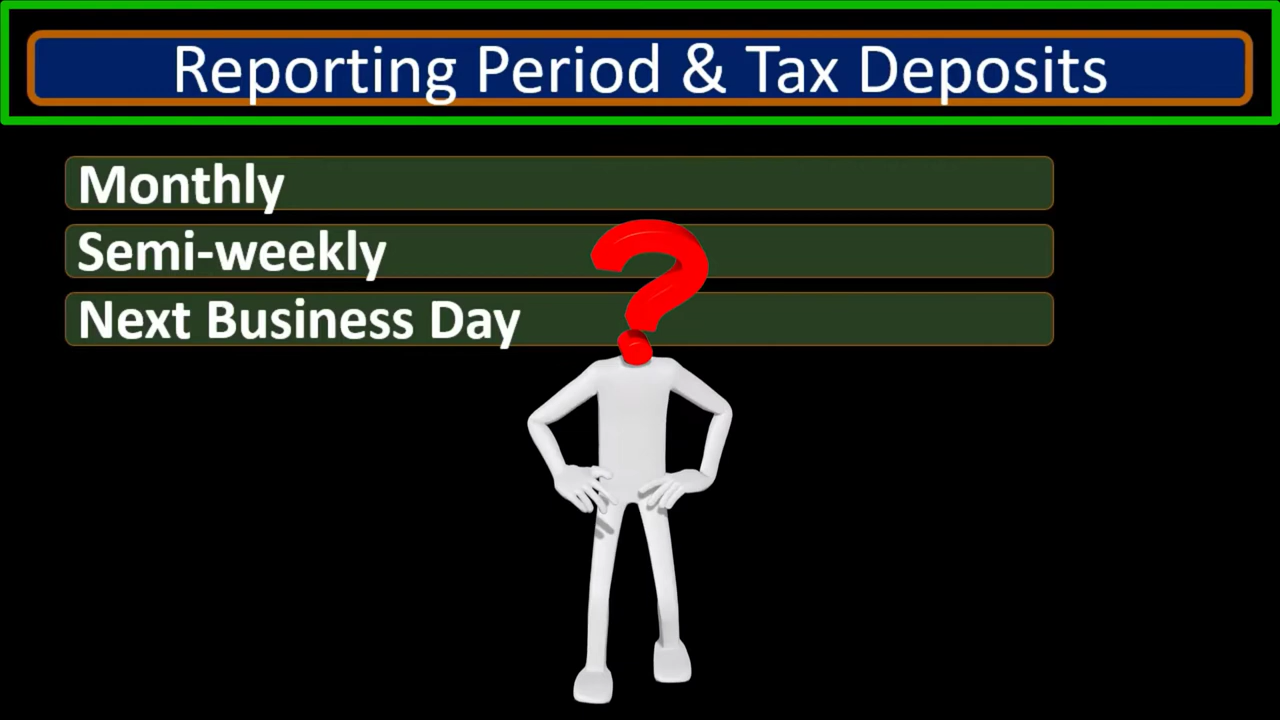 Reporting Period & Tax Deposits
Monthly
Semi-weekly
Next Business Day